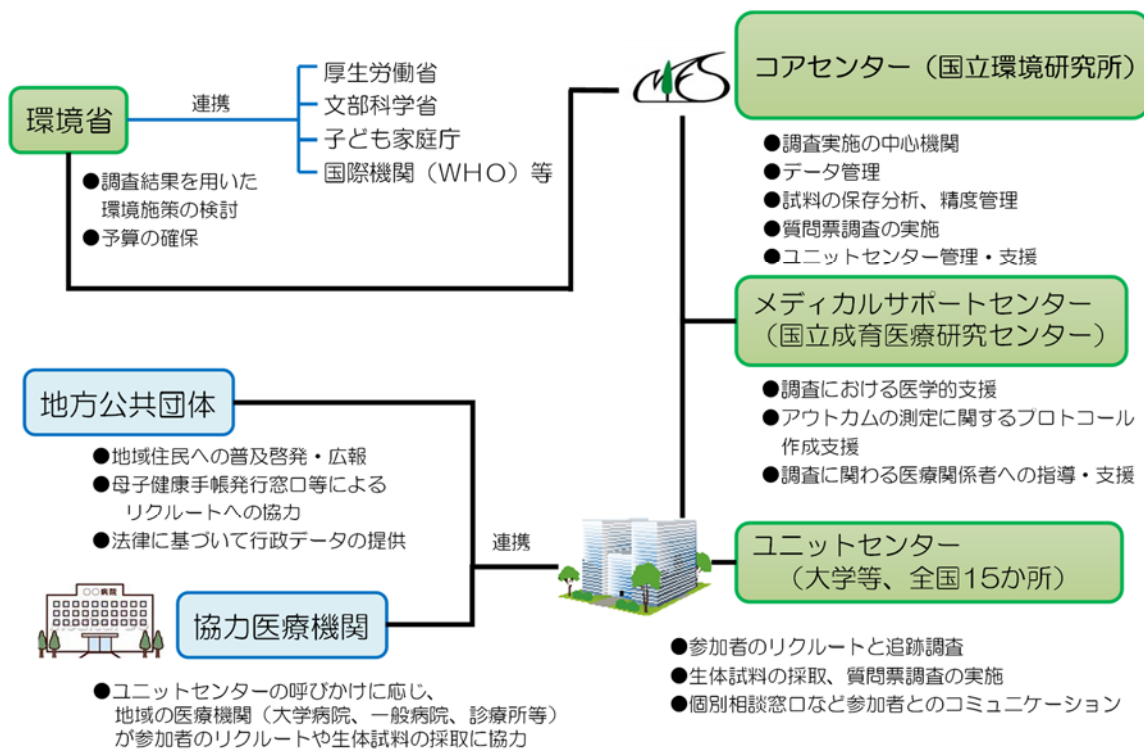 環境省
連携
厚生労働省
文部科学省
子ども家庭庁
国際機関（WHO）等
●調査結果を用いた
環境施策の検討
●予算の確保
コアセンター（国立環境研究所）
●調査実施の中心機関
●データ管理
●試料の保存分析、精度管理
●質問票調査の実施
●ユニットセンター管理・支援
メディカルサポートセンター
（国立成育医療研究センター）
●調査における医学的支援
●アウトカムの測定に関するプロトコール
作成支援
●調査に関わる医療関係者への指導・支援
地方公共団体
●地域住民への普及啓発・広報
●母子健康手帳発行窓口等による
リクルートへの協力
●法律に基づいて行政データの提供
連携
ユニットセンター
（大学等、全国15か所）
●参加者のリクルートと追跡調査
●生体試料の採取、質問票調査の実施
●個別相談窓口など参加者とのコミュニケーション
○○病院
協力医療機関
●ユニットセンターの呼びかけに応じ、
地域の医療機関（大学病院、一般病院、診療所等）
が参加者のリクルートや生体試料の採取に協力